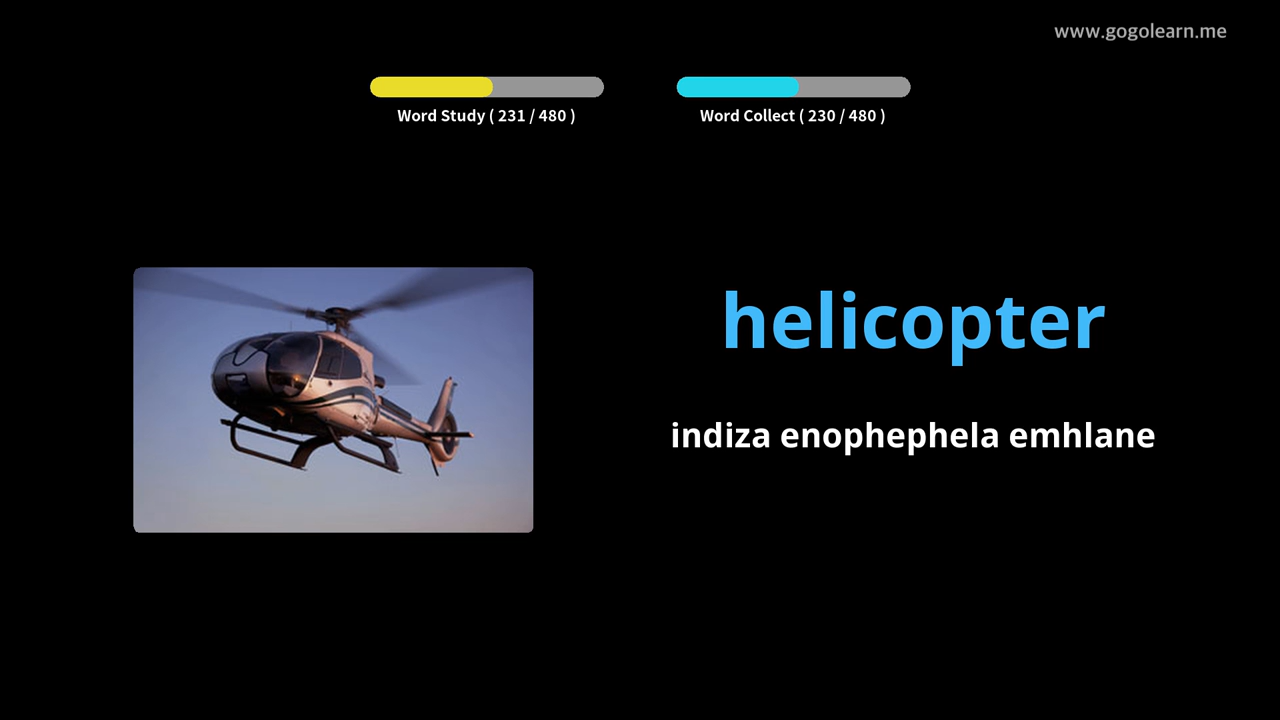 www.gogolearn.me
Word Study ( 231 / 480 )
Word Collect ( 230 / 480 )
helicopter
indiza enophephela emhlane